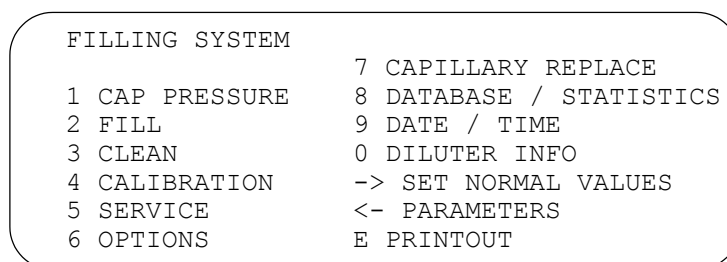 FILLING SYSTEM
7 CAPILLARY REPLACE
1 CAP PRESSURE 8 DATABASE / STATISTICS
2 FILL 9 DATE / TIME
3 CLEAN 0 DILUTER INFO
4 CALIBRATION -> SET NORMAL VALUES
5 SERVICE <- PARAMETERS
6 OPTIONS E PRINTOUT